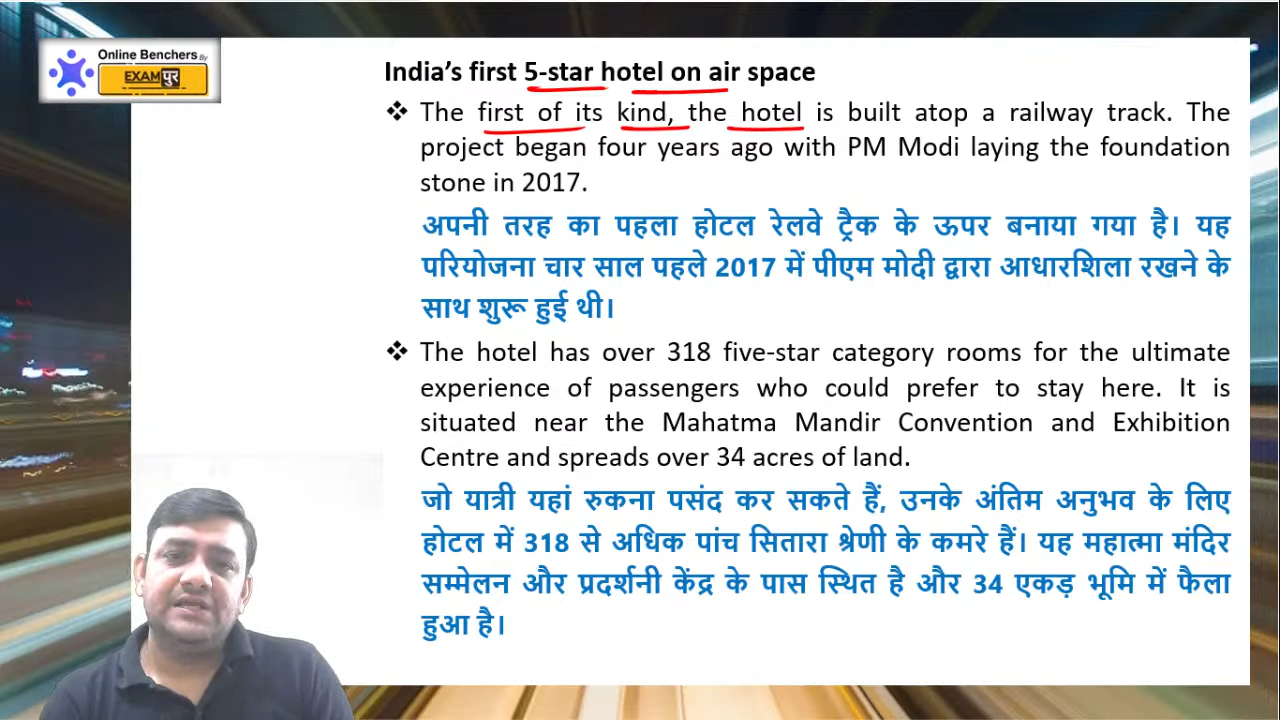 Online Benchers By
EXAMपुर
India's first 5-star hotel on air space
❖ The first of its kind, the hotel is built atop a railway track. The
project began four years ago with PM Modi laying the foundation
stone in 2017.
अपनी तरह का पहला होटल रेलवे ट्रैक के ऊपर बनाया गया है। यह
परियोजना चार साल पहले 2017 में पीएम मोदी द्वारा आधारशिला रखने के
साथ शुरू हुई थी।
❖ The hotel has over 318 five-star category rooms for the ultimate
experience of passengers who could prefer to stay here. It is
situated near the Mahatma Mandir Convention and Exhibition
Centre and spreads over 34 acres of land.
जो यात्री यहां रुकना पसंद कर सकते हैं, उनके अंतिम अनुभव के लिए
होटल में 318 से अधिक पांच सितारा श्रेणी के कमरे हैं। यह महात्मा मंदिर
सम्मेलन और प्रदर्शनी केंद्र के पास स्थित है और 34 एकड़ भूमि में फैला
हुआ है।